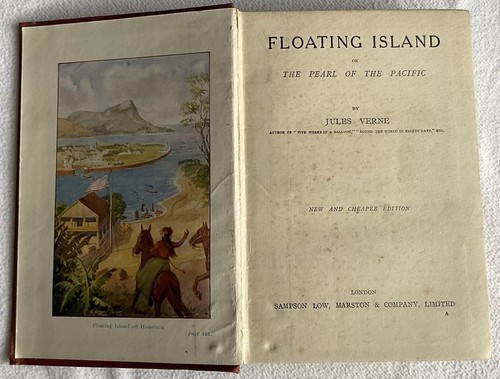 Floating Island off Honolulu.
Page 122.
FLOATING ISLAND
OR
THE PEARL OF THE PACIFIC
BY
JULES VERNE
AUTHOR OF "FIVE WEEKS IN A BALLOON," "ROUND THE WORLD IN EIGHTY DAYS," ETC.
NEW AND CHEAPER EDITION
LONDON
SAMPSON LOW, MARSTON & COMPANY, LIMITED
A